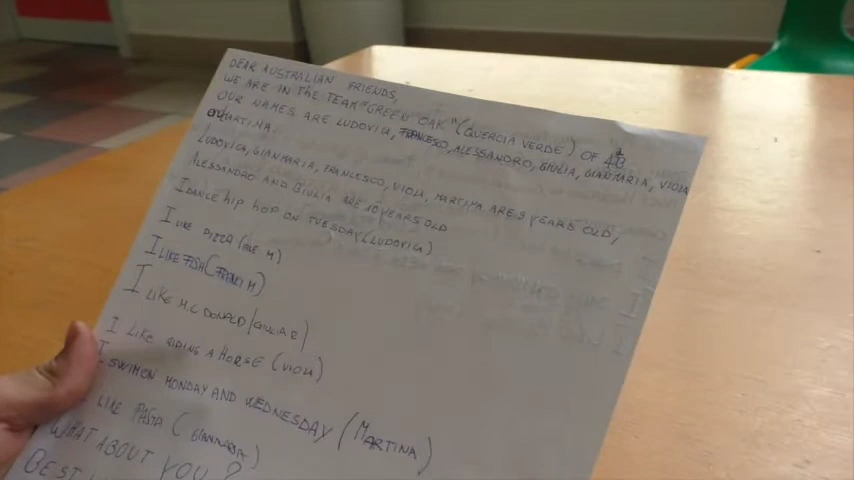 DEAR AUSTRALIAN FRIENDS,
WE ARE IN THE TEAM "GREEN OAK" (QUERCIA VERDE) OF 4B
OUR NAMES ARE LUDOVICA, FRANCESCO, ALESSANDRO, GIULIA, GIANMARIA, VIOLA
MARTINA.
LUDOVICA, GIANMARIA, FRANCESCO, VIOLA, MARTINA ARE 9 YEARS OLD,
ALESSANDRO AND GIULIA ARE 10 YEARS OLD
I DANCE HIP HOP ON TUESDAY (LUDOVICA)
I LIKE PIZZA
I LIKE FISH
I LIKE M.C DONALD (GIULIA
I LIKE RIDING A HORSE (VIOLA)
I SWIM ON MONDAY AND WEDNESDAY (MARTINA)
LIKE PASTA (GIANMARIA)
WHAT ABOUT YOU?
BEST